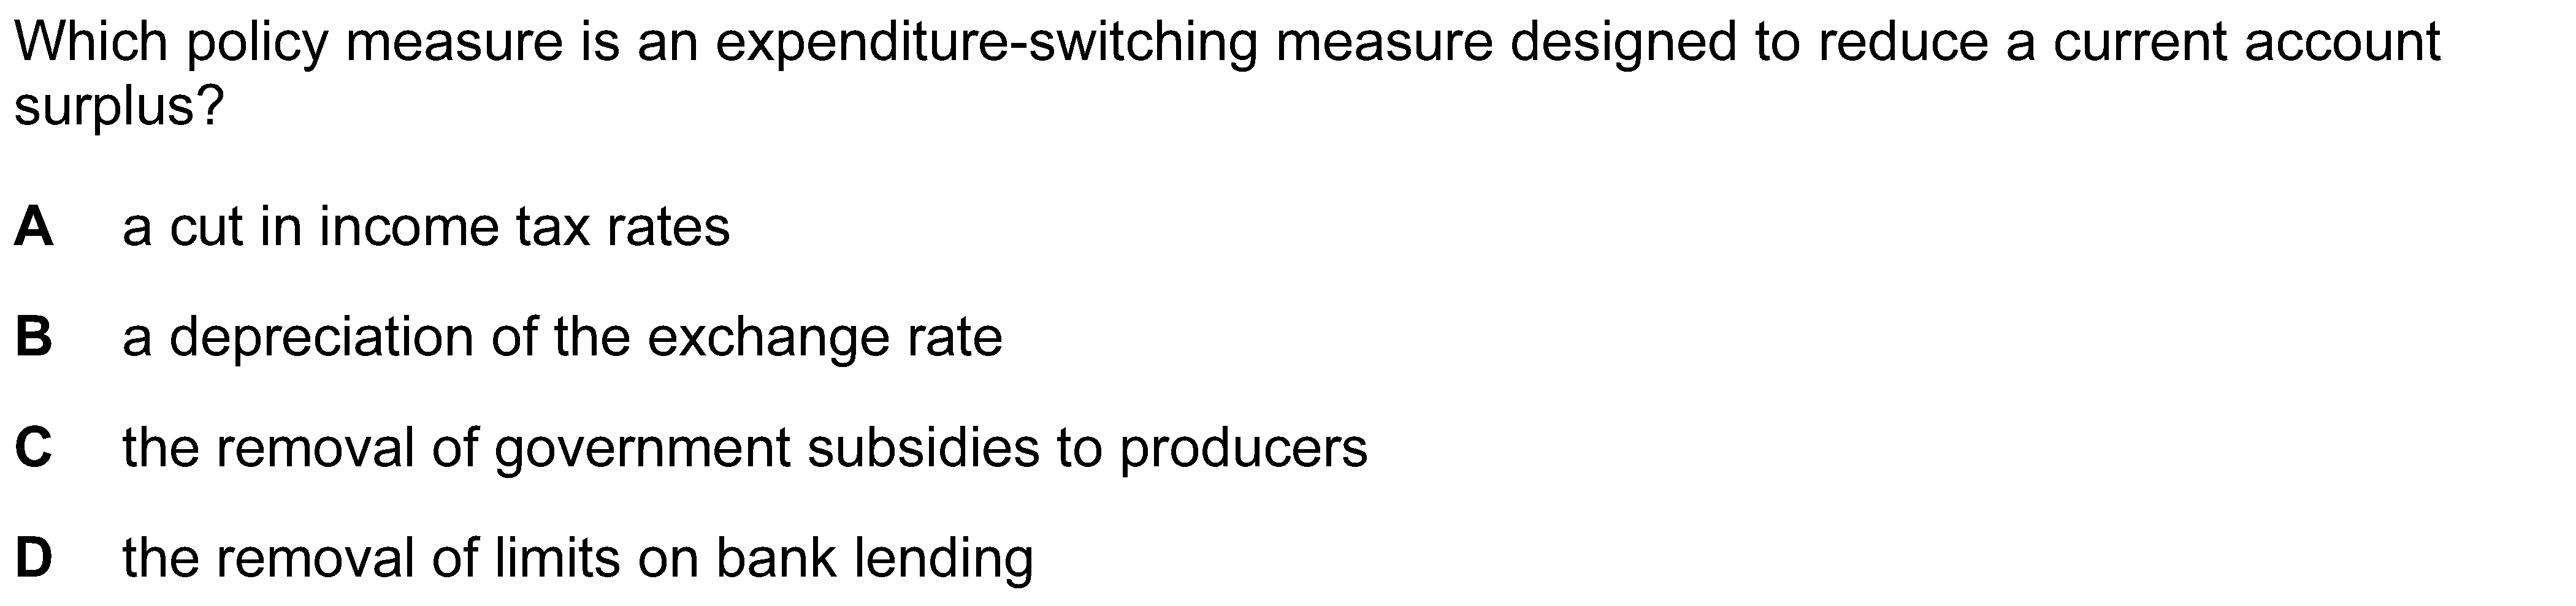 Which policy measure is an expenditure-switching measure designed to reduce a current account
surplus?
A a cut in income tax rates
B a depreciation of the exchange rate
C the removal of government subsidies to producers
D the removal of limits on bank lending